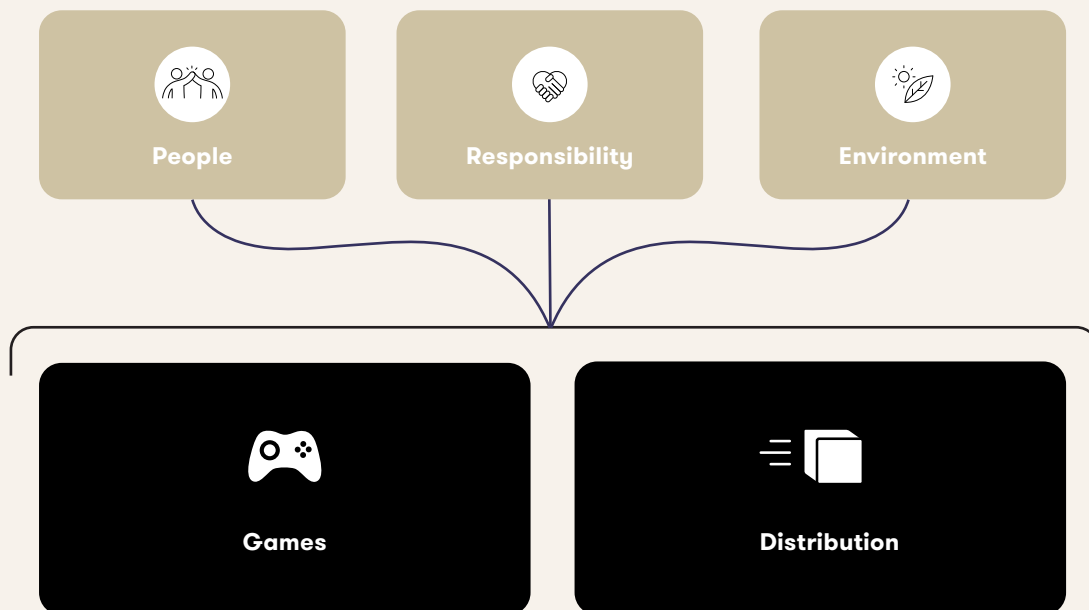 People
Responsibility
Environment
Games
Distribution